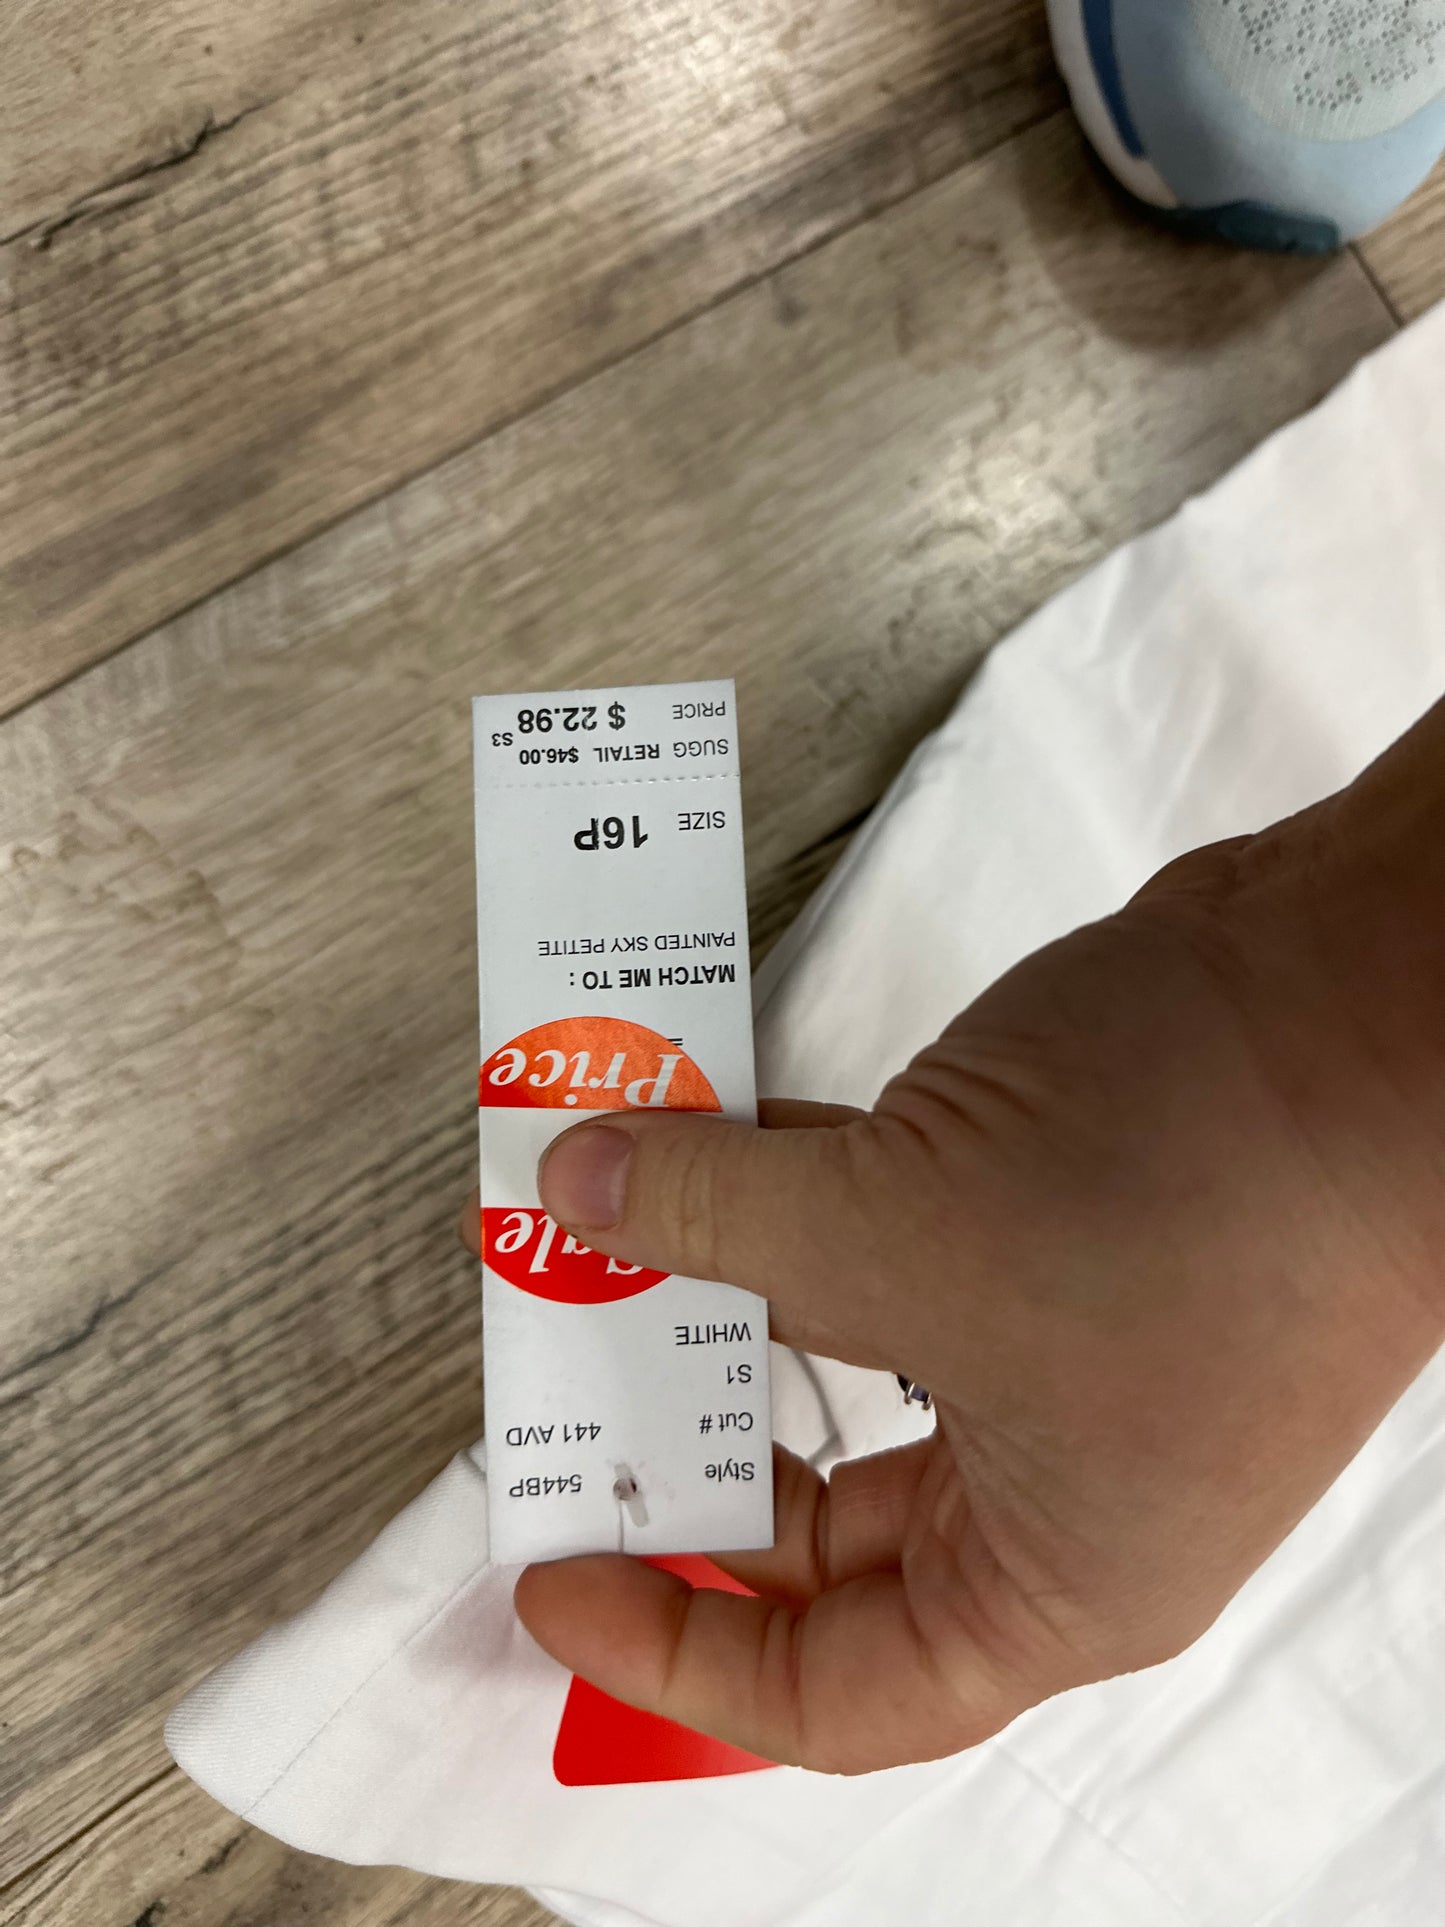 Style 544BP
Cut # 441 AVD
S1
WHITE
Sale
Price
MATCH ME TO :
PAINTED SKY PETITE
SIZE 16P
SUGG RETAIL $46.00
S3
PRICE $ 22.98